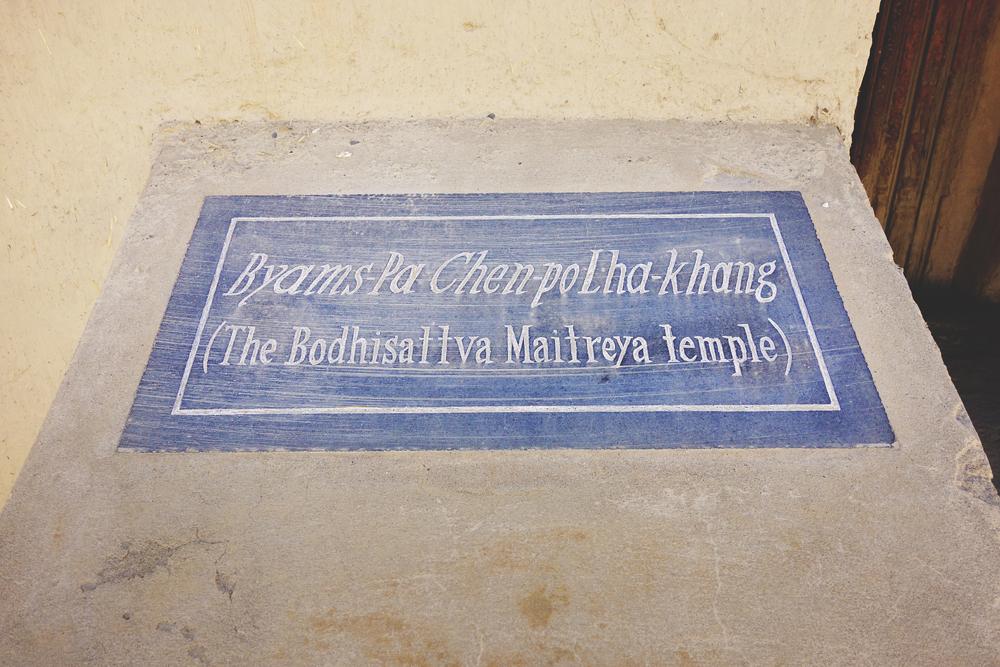 Byams-Pa Chen-po Lha-khang
(The Bodhisattva Maitreya temple)